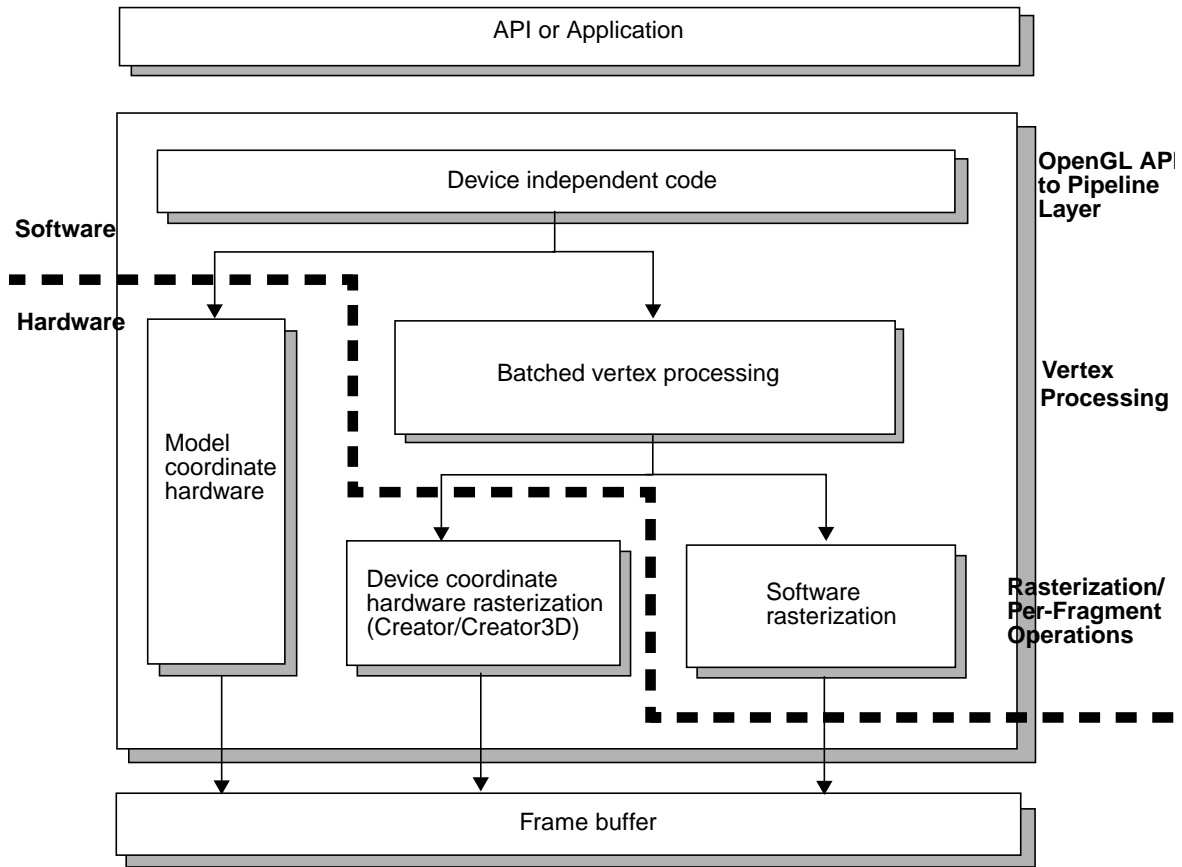 API or Application
Device independent code
OpenGL API
to Pipeline
Layer
Software
Hardware
Batched vertex processing
Vertex
Processing
Model
coordinate
hardware
Device coordinate
hardware rasterization
(Creator/Creator3D)
Software
rasterization
Rasterization/
Per-Fragment
Operations
Frame buffer